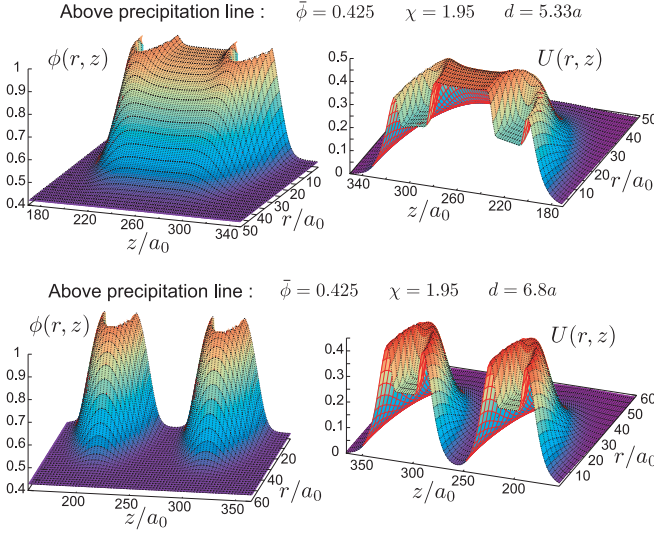 Above precipitation line : ϕ̄ = 0.425 χ = 1.95 d = 5.33a
ϕ(r, z) U(r, z)
1
0.9
0.8
0.7
0.6
0.5
0.4
180 220 260 300 340
z/a₀
50 40 30 20 10
r/a₀
0.5
0.4
0.3
0.2
0.1
0
340 300 260 220 180
z/a₀
10 20 30 40 50
r/a₀
Above precipitation line : ϕ̄ = 0.425 χ = 1.95 d = 6.8a
ϕ(r, z) U(r, z)
1
0.9
0.8
0.7
0.6
0.5
0.4
200 250 300 350
z/a₀
60 40 20
r/a₀
0.4
0.3
0.2
0.1
0
350 300 250 200
z/a₀
10 20 30 40 50 60
r/a₀